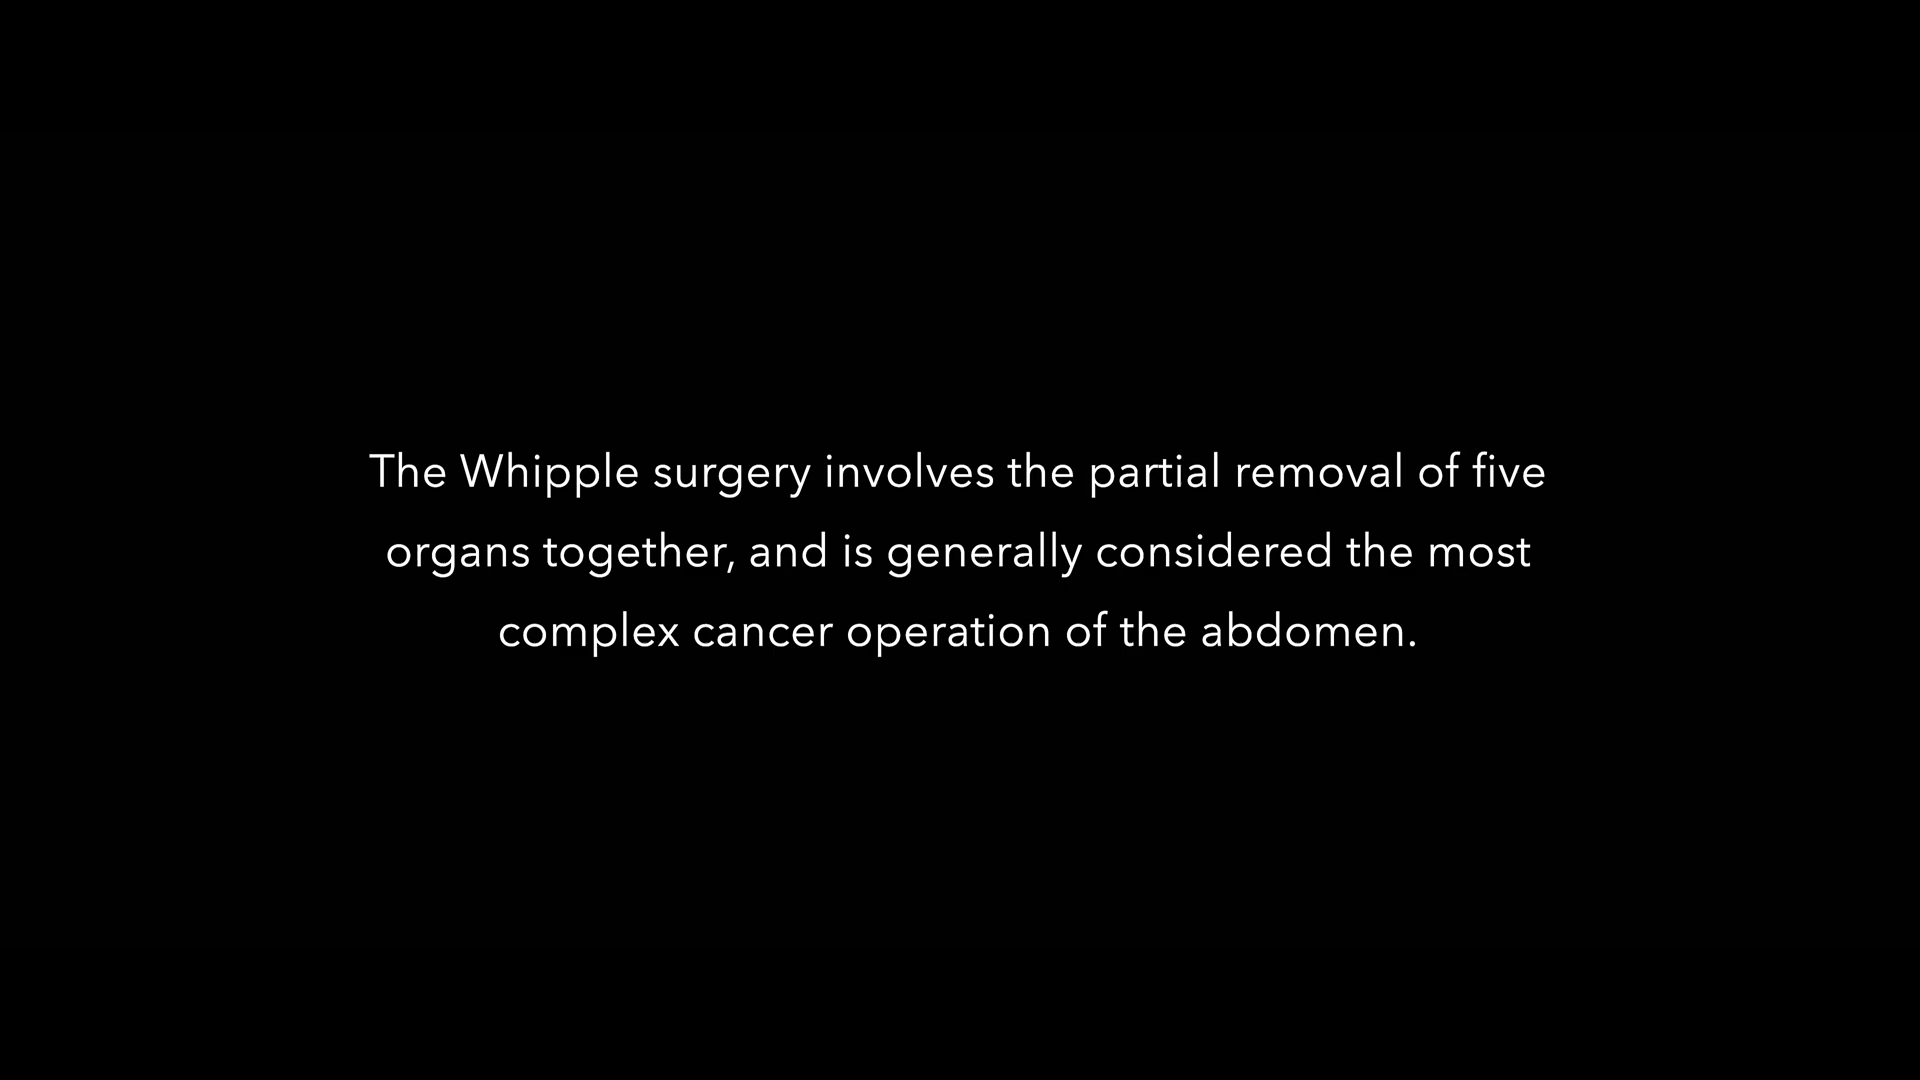 The Whipple surgery involves the partial removal of five
organs together, and is generally considered the most
complex cancer operation of the abdomen.